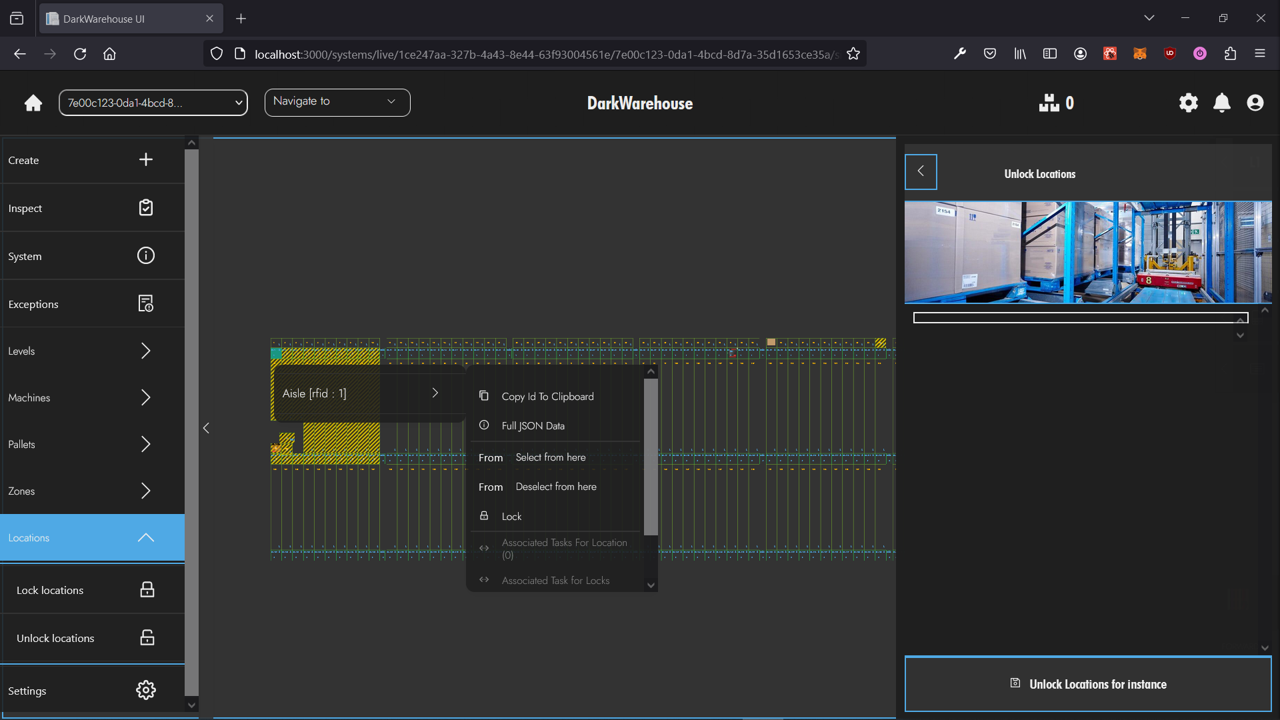 DarkWarehouse UI
localhost:3000/systems/live/1ce247aa-327b-4a43-8e44-63f93004561e/7e00c123-0da1-4bcd-8d7a-35d1653ce35a/s
7e00c123-0da1-4bcd-8...
Navigate to
DarkWarehouse
0
Create
Inspect
System
Exceptions
Levels
Machines
Pallets
Zones
Locations
Lock locations
Unlock locations
Settings
Aisle [rfid : 1]
Copy Id To Clipboard
Full JSON Data
From Select from here
From Deselect from here
Lock
Associated Tasks For Location
(0)
Associated Task for Locks
Unlock Locations
8
Unlock Locations for instance